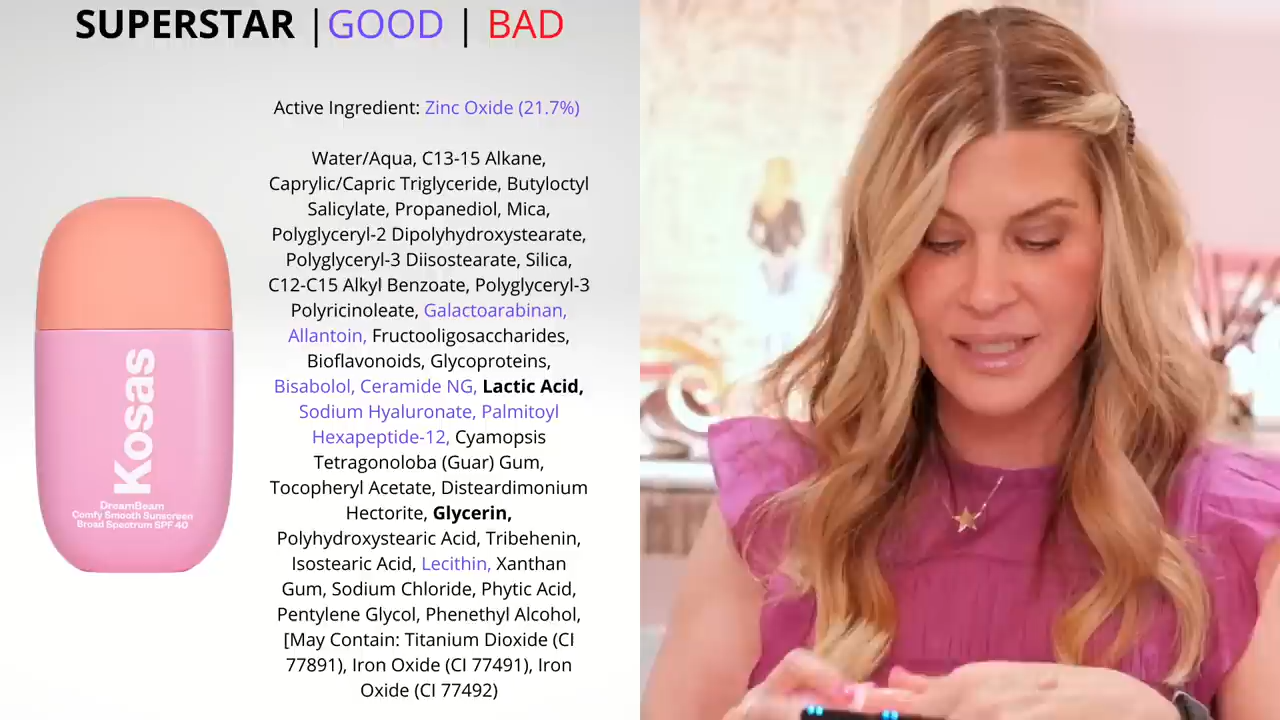 SUPERSTAR | GOOD | BAD
Active Ingredient: Zinc Oxide (21.7%)
Water/Aqua, C13-15 Alkane,
Caprylic/Capric Triglyceride, Butyloctyl
Salicylate, Propanediol, Mica,
Polyglyceryl-2 Dipolyhydroxystearate,
Polyglyceryl-3 Diisostearate, Silica,
C12-C15 Alkyl Benzoate, Polyglyceryl-3
Polyricinoleate, Galactoarabinan,
Allantoin, Fructooligosaccharides,
Bioflavonoids, Glycoproteins,
Bisabolol, Ceramide NG, Lactic Acid,
Sodium Hyaluronate, Palmitoyl
Hexapeptide-12, Cyamopsis
Tetragonoloba (Guar) Gum,
Tocopheryl Acetate, Disteardimonium
Hectorite, Glycerin,
Polyhydroxystearic Acid, Tribehenin,
Isostearic Acid, Lecithin, Xanthan
Gum, Sodium Chloride, Phytic Acid,
Pentylene Glycol, Phenethyl Alcohol,
[May Contain: Titanium Dioxide (CI
77891), Iron Oxide (CI 77491), Iron
Oxide (CI 77492)
Kosas
DreamBeam
Comfy Smooth Sunscreen
Broad Spectrum SPF 40